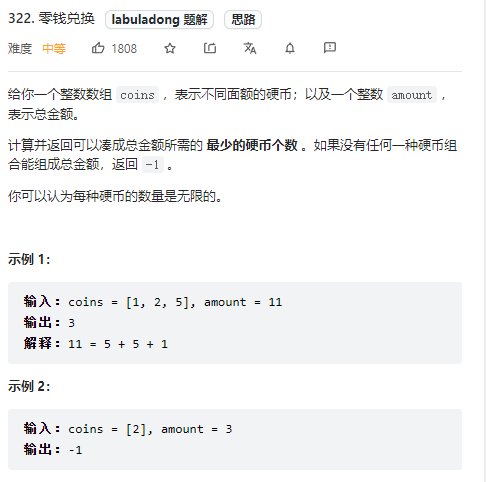 322. 零钱兑换 labuladong 题解 思路
难度 中等 1808
给你一个整数数组 coins ，表示不同面额的硬币；以及一个整数 amount ，
表示总金额。
计算并返回可以凑成总金额所需的 最少的硬币个数 。如果没有任何一种硬币组
合能组成总金额，返回 -1 。
你可以认为每种硬币的数量是无限的。
示例 1：
输入：coins = [1, 2, 5], amount = 11
输出：3
解释：11 = 5 + 5 + 1
示例 2：
输入：coins = [2], amount = 3
输出：-1